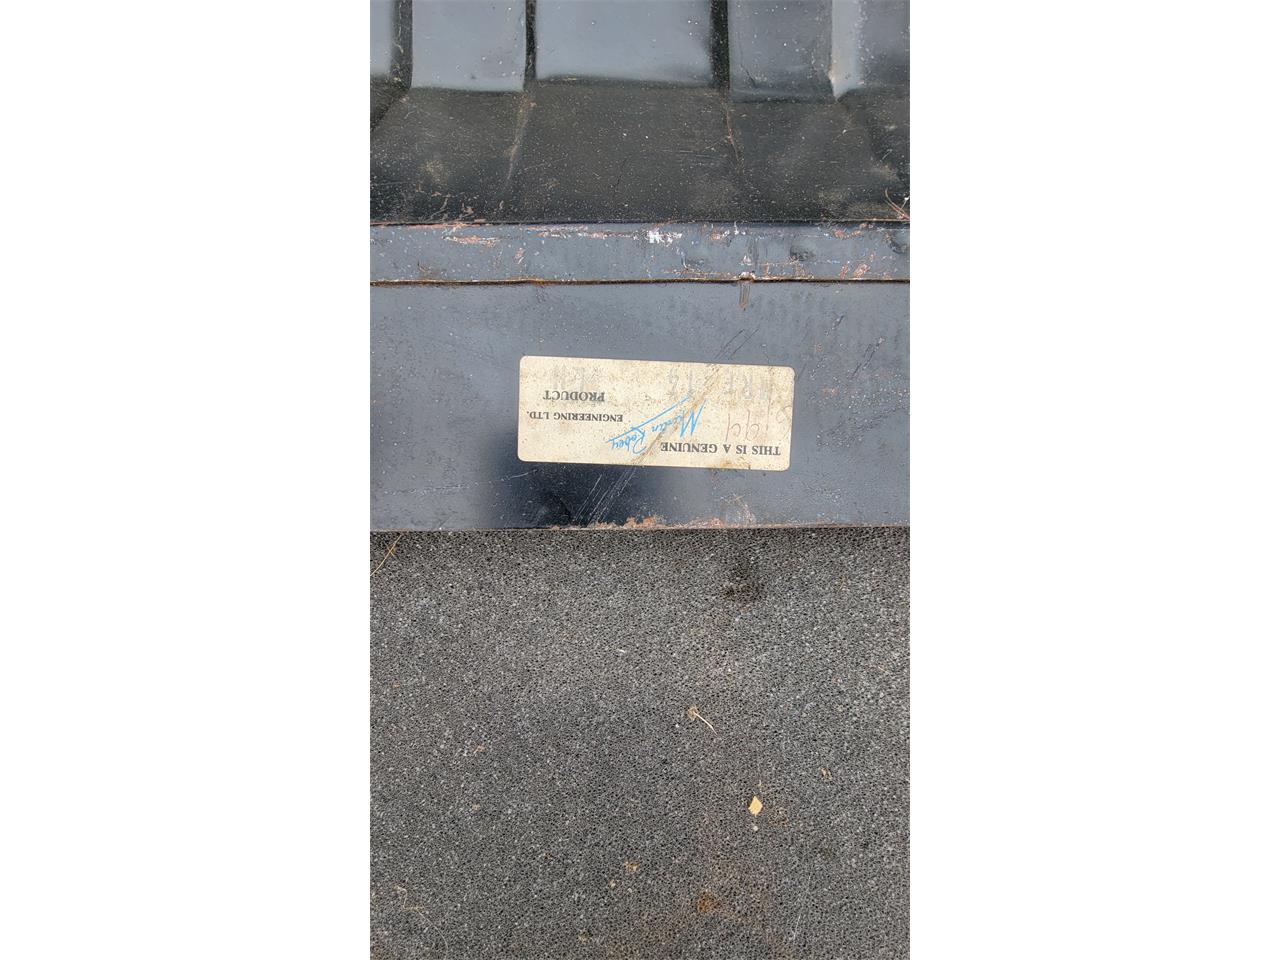 THIS IS A GENUINE
Martin Robey
ENGINEERING LTD.
PRODUCT